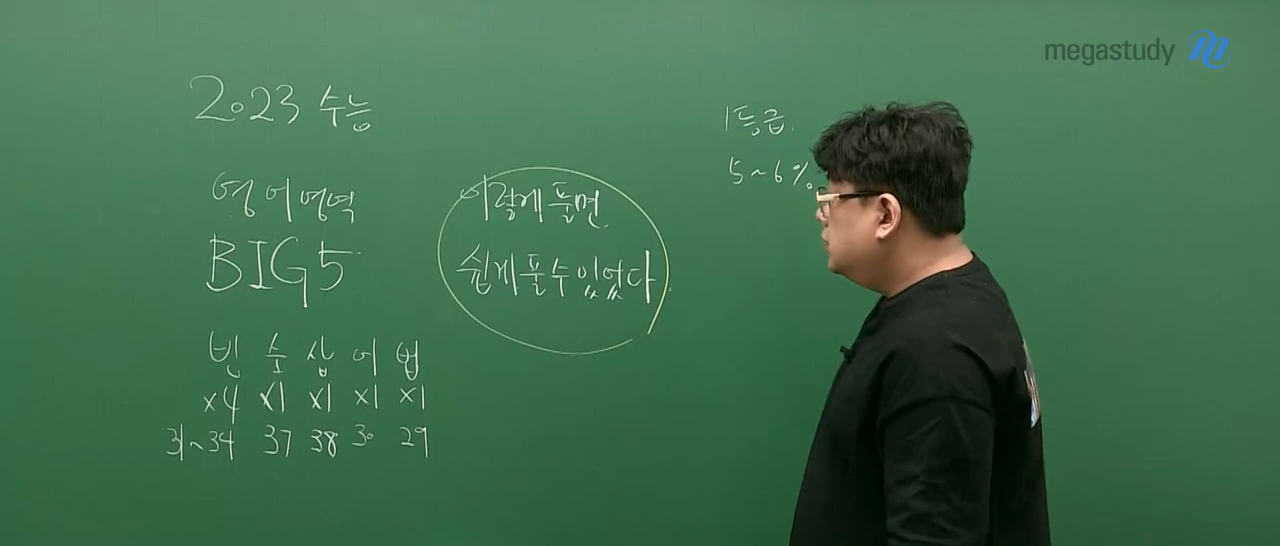 megastudy
2023 수능
영어영역
BIG5
빈 순 삽 어 법
x4 x1 x1 x1 x1
31~34 37 38 30 29
이렇게 풀면
쉽게 풀 수 있었다
1등급.
5~6%